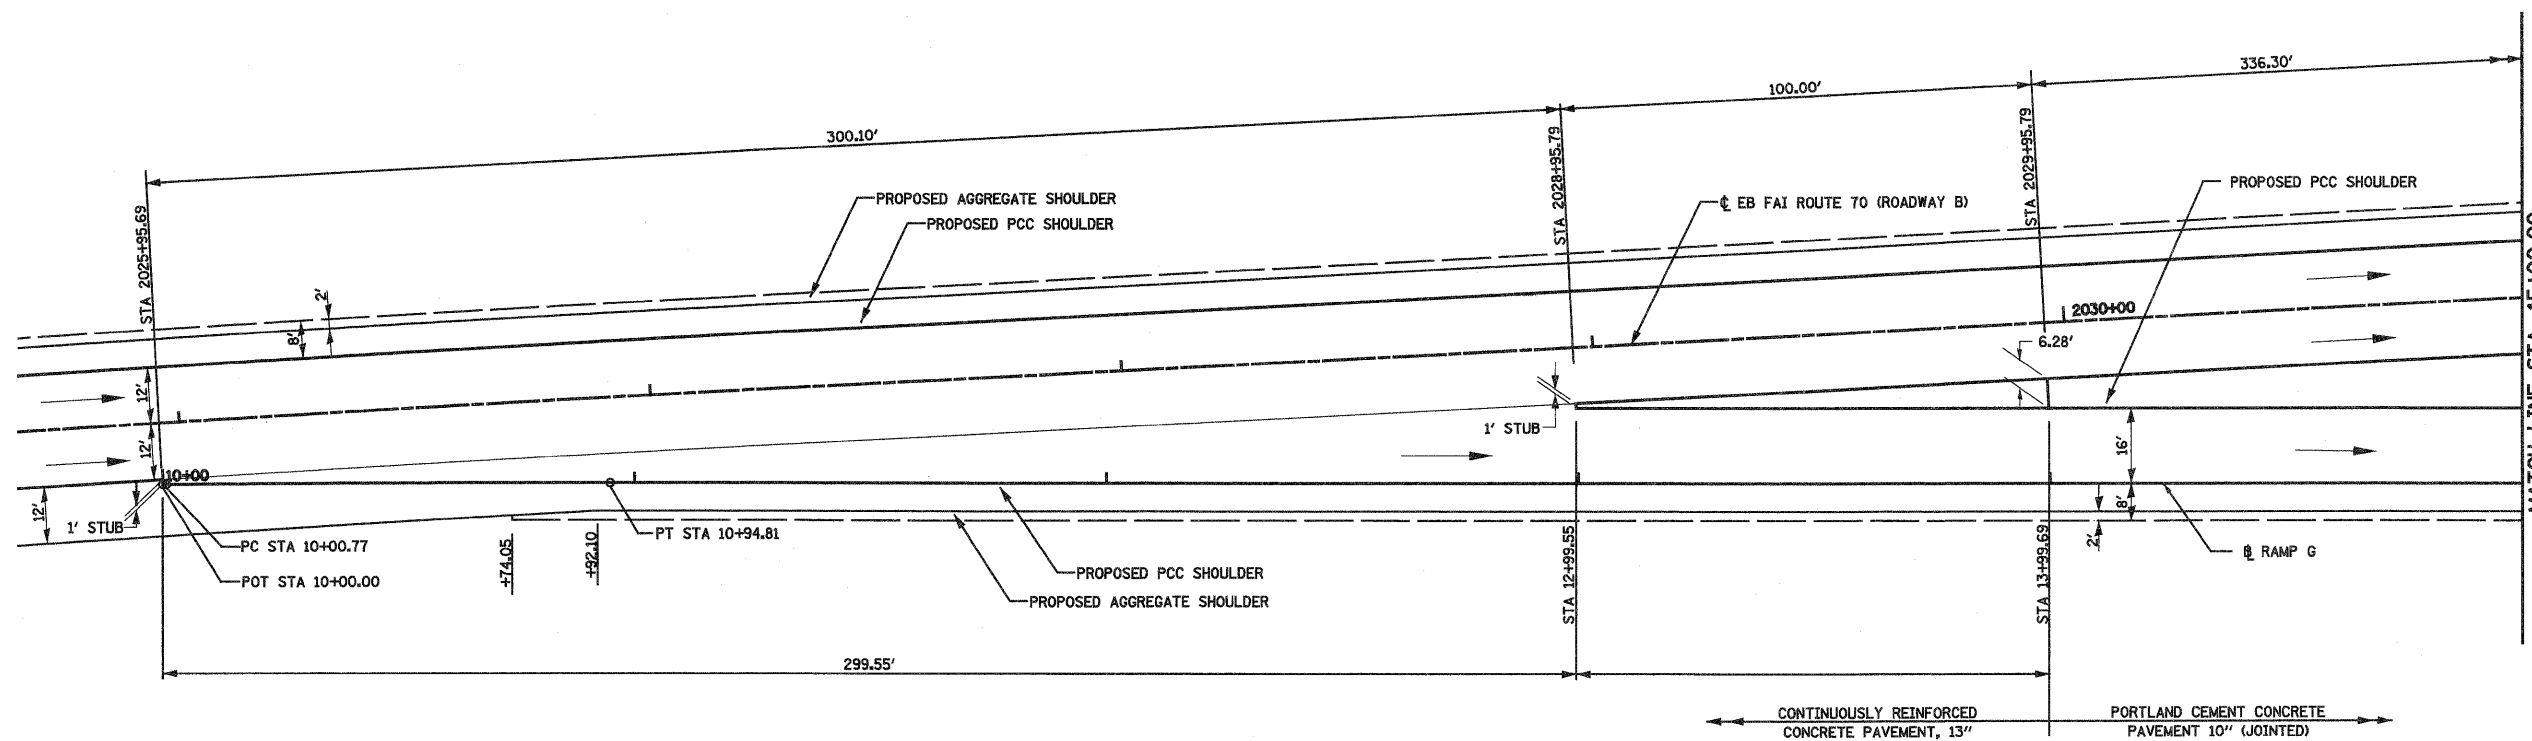 336.30'
100.00'
300.10'
STA 2025+95.69
STA 2028+95.79
STA 2029+95.79
PROPOSED AGGREGATE SHOULDER
PROPOSED PCC SHOULDER
℄ EB FAI ROUTE 70 (ROADWAY B)
PROPOSED PCC SHOULDER
2'
8'
2030+00
6.28'
12'
12'
1' STUB
16'
10+00
12'
1' STUB
8'
2'
PC STA 10+00.77
POT STA 10+00.00
+74.05
+92.10
PT STA 10+94.81
PROPOSED PCC SHOULDER
PROPOSED AGGREGATE SHOULDER
STA 12+99.55
STA 13+99.69
RAMP G
299.55'
CONTINUOUSLY REINFORCED
CONCRETE PAVEMENT, 13"
PORTLAND CEMENT CONCRETE
PAVEMENT 10" (JOINTED)